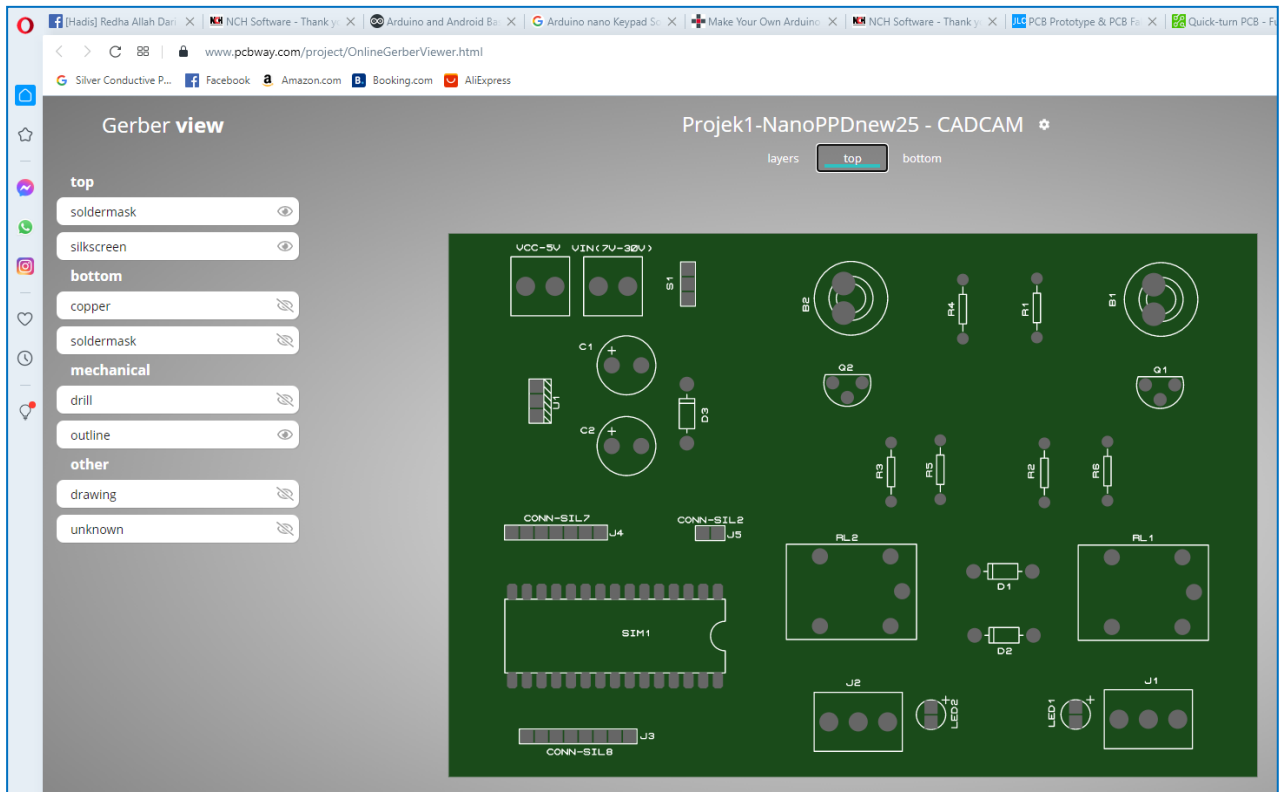 [Hadis] Redha Allah Dari
NCH Software - Thank y
Arduino and Android Ba
Arduino nano Keypad So
Make Your Own Arduino
NCH Software - Thank y
PCB Prototype & PCB Fa
Quick-turn PCB - Fu
www.pcbway.com/project/OnlineGerberViewer.html
Silver Conductive P... Facebook Amazon.com Booking.com AliExpress
Gerber view
Projek1-NanoPPDnew25 - CADCAM
layers top bottom
top
soldermask
silkscreen
bottom
copper
soldermask
mechanical
drill
outline
other
drawing
unknown
VCC-5V VIN(7V-30V)
S1
B2
R4
R1
B1
C1
+
Q2
Q1
U1
D3
C2
+
R3
R5
R2
R6
CONN-SIL7
J4
CONN-SIL2
J5
RL2
RL1
D1
SIM1
D2
J2
LED2
+
LED1
+
J1
J3
CONN-SIL8